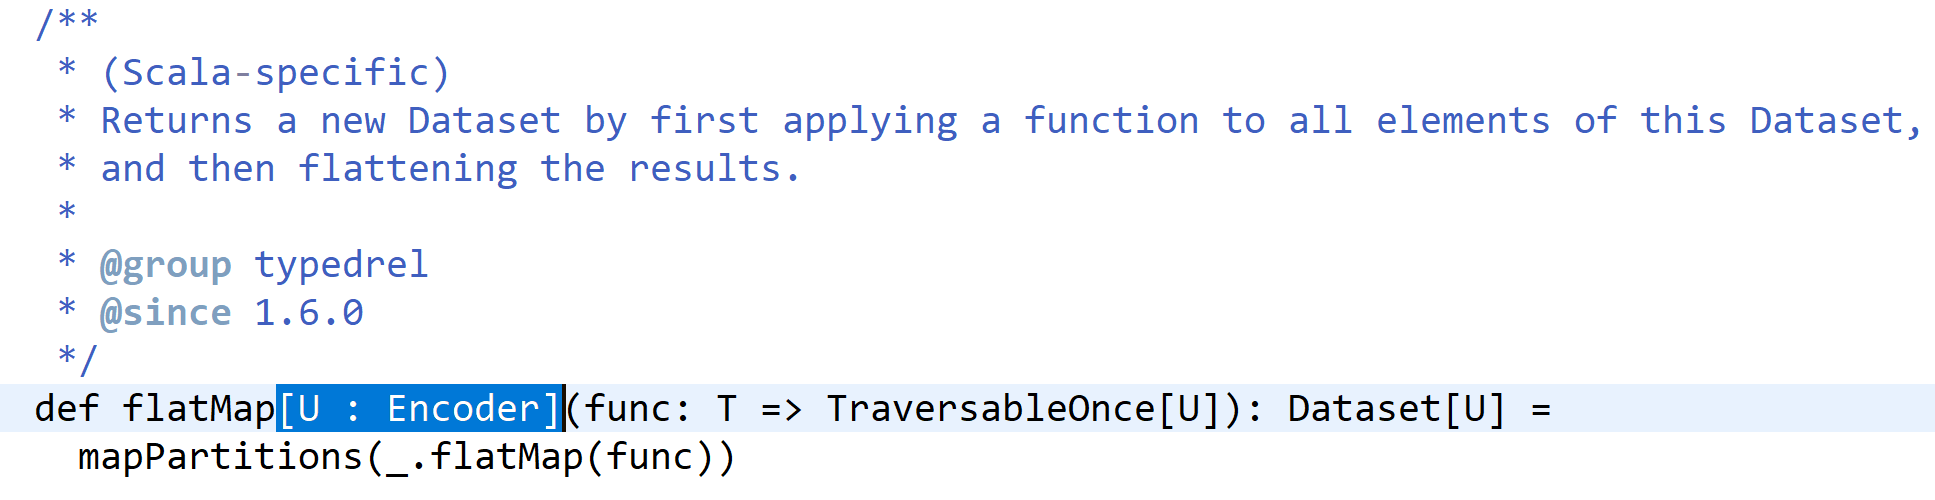 /**
 * (Scala-specific)
 * Returns a new Dataset by first applying a function to all elements of this Dataset,
 * and then flattening the results.
 *
 * @group typedrel
 * @since 1.6.0
 */
def flatMap[U : Encoder](func: T => TraversableOnce[U]): Dataset[U] =
  mapPartitions(_.flatMap(func))